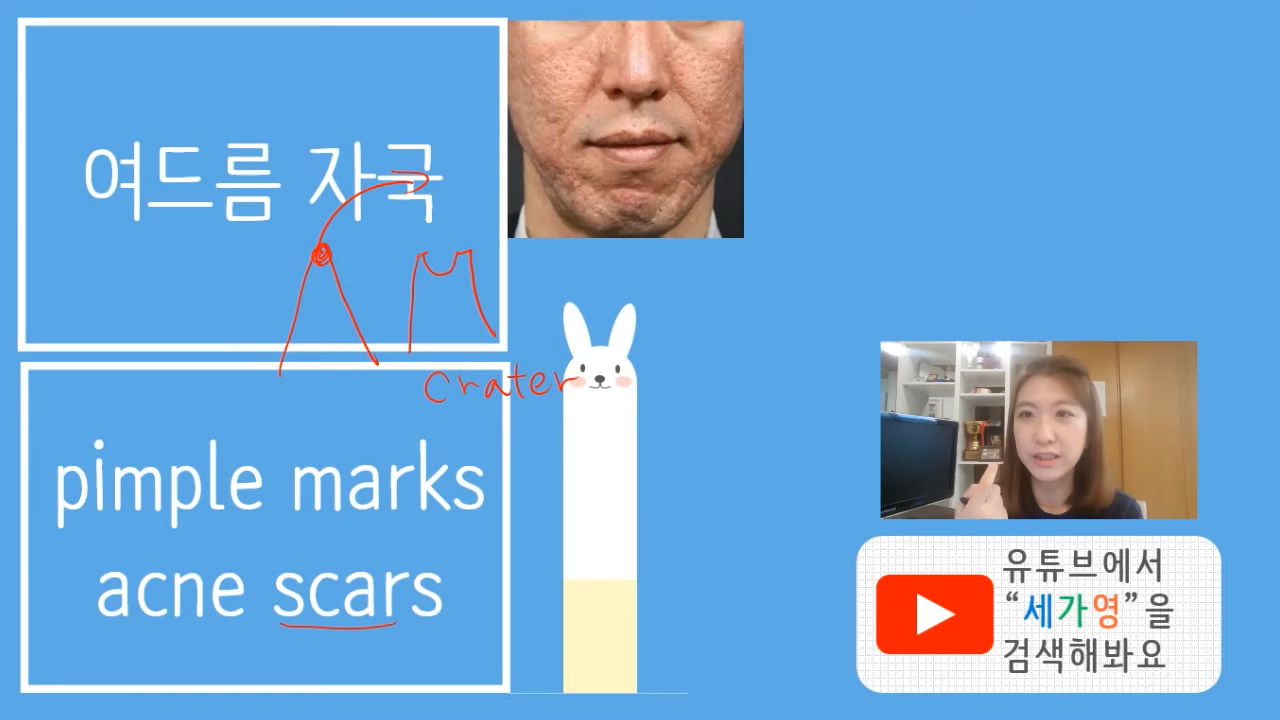 여드름 자국
crater
pimple marks
acne scars
유튜브에서
“세가영”을
검색해봐요